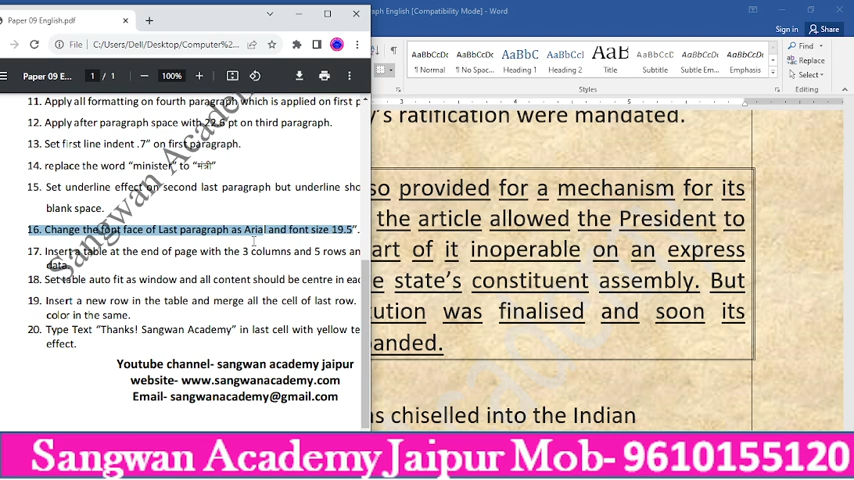 Paper 09 English.pdf
aph English [Compatibility Mode] - Word
Sign in
Share
File
C:/Users/Dell/Desktop/Computer%2...
Paper 09 E...
1 / 1
100%
AaBbCcDc AaBbCcDc AaBbC AaBbCcl AaB AaBbCcDc AaBbCcDc AaBbCcDc
¶ Normal ¶ No Spac... Heading 1 Heading 2 Title Subtitle Subtle Em... Emphasis
Find
Replace
Select
Styles
Editing
11. Apply all formatting on fourth paragraph which is applied on first p
12. Apply after paragraph space with 22.6 pt on third paragraph.
13. Set first line indent .7” on first paragraph.
14. replace the word “minister” to “मंत्री”
15. Set underline effect on second last paragraph but underline sho
blank space.
16. Change the font face of Last paragraph as Arial and font size 19.5”.
17. Insert a table at the end of page with the 3 columns and 5 rows an
data.
18. Set table auto fit as window and all content should be centre in eac
19. Insert a new row in the table and merge all the cell of last row.
color in the same.
20. Type Text “Thanks! Sangwan Academy” in last cell with yellow te
effect.
Youtube channel- sangwan academy jaipur
website- www.sangwanacademy.com
Email- sangwanacademy@gmail.com
Sangwan Academy
3 4 5
y’s ratification were mandated.
so provided for a mechanism for its
the article allowed the President to
art of it inoperable on an express
e state’s constituent assembly. But
ution was finalised and soon its
panded.
as chiselled into the Indian
Sangwan Academy Jaipur Mob- 9610155120